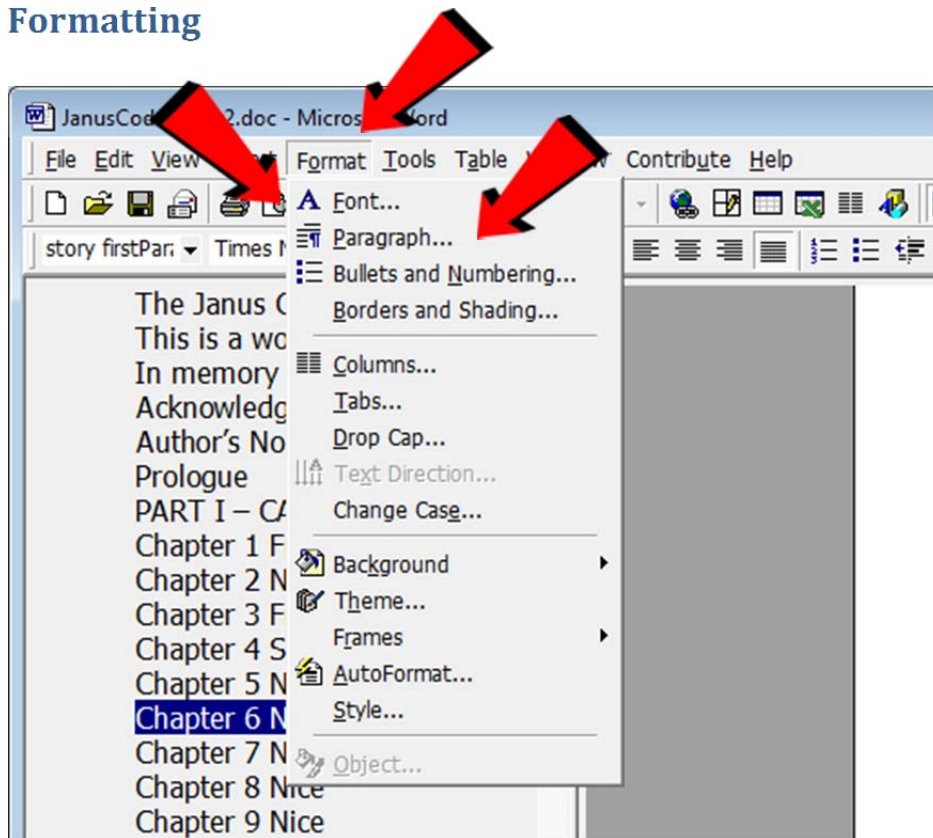 Formatting
JanusCod 2.doc - Micros Word
File Edit View Format Tools Table Contribute Help
story firstPara Times N
A Font...
Paragraph...
Bullets and Numbering...
Borders and Shading...
Columns...
Tabs...
Drop Cap...
Text Direction...
Change Case...
Background
Theme...
Frames
AutoFormat...
Style...
Object...
The Janus C
This is a wo
In memory
Acknowledg
Author's No
Prologue
PART I – CA
Chapter 1 F
Chapter 2 N
Chapter 3 F
Chapter 4 S
Chapter 5 N
Chapter 6 N
Chapter 7 N
Chapter 8 Nice
Chapter 9 Nice